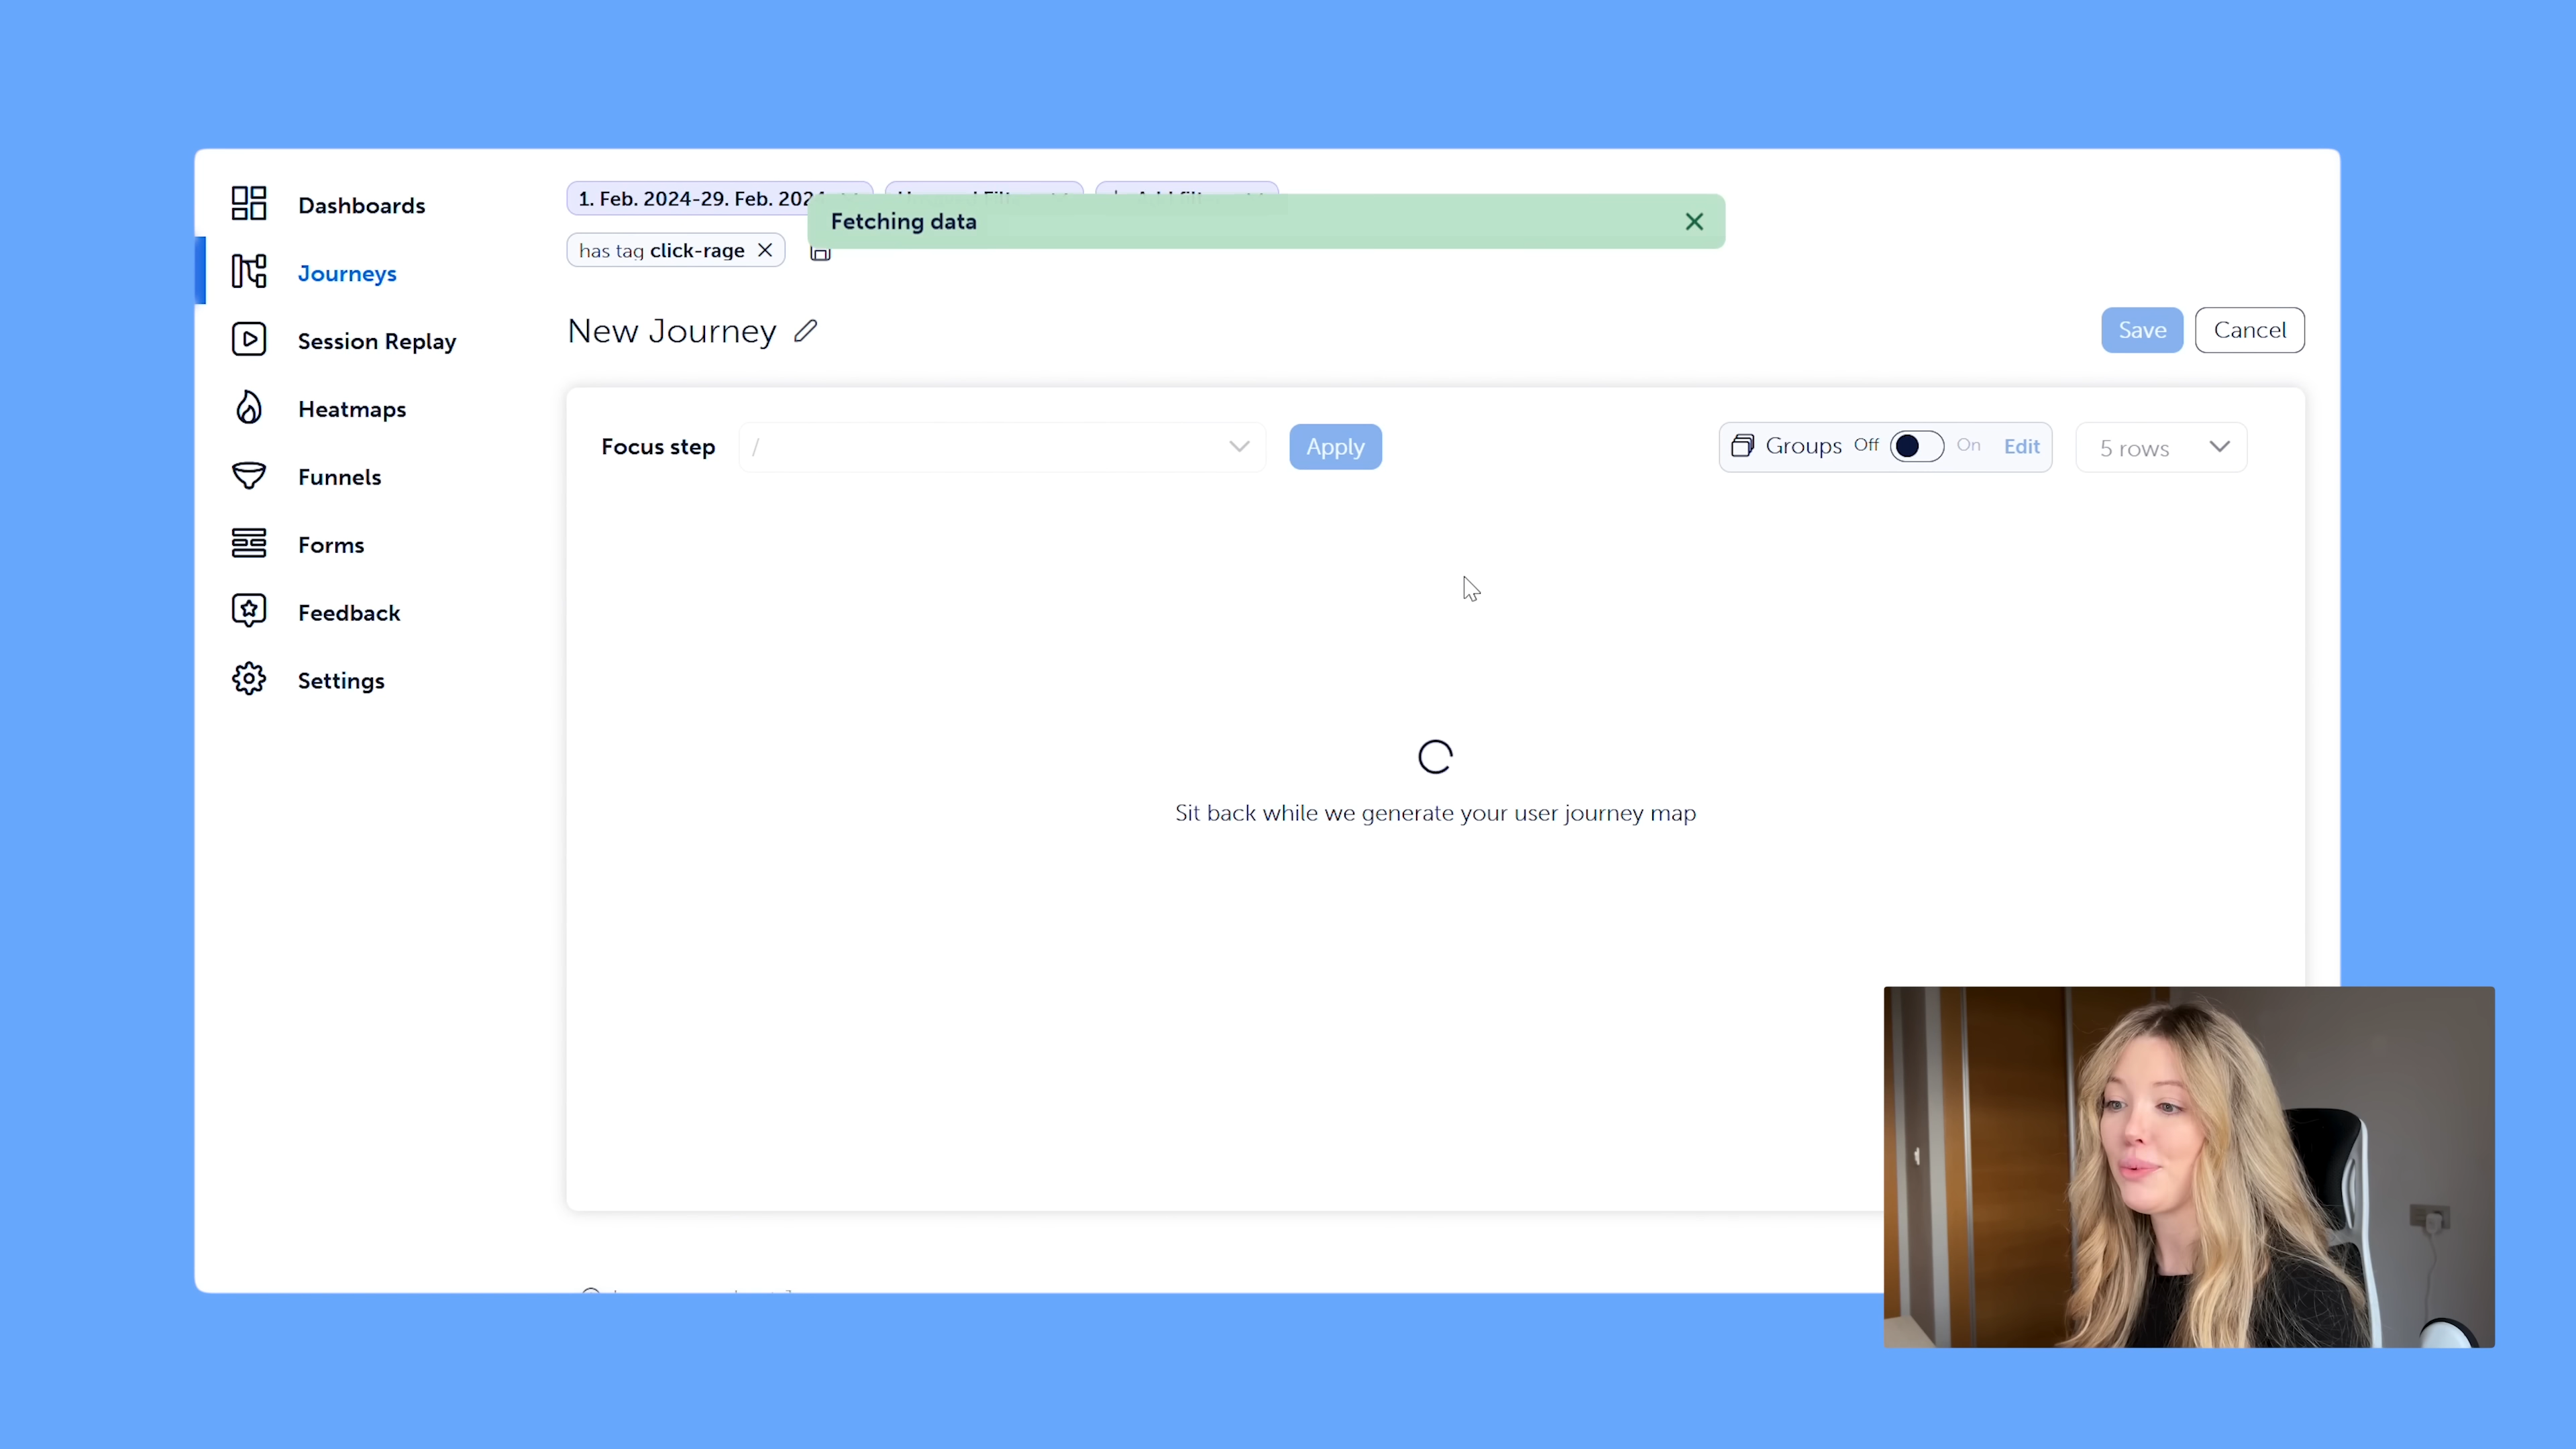 Dashboards
Journeys
Session Replay
Heatmaps
Funnels
Forms
Feedback
Settings
1. Feb. 2024-29. Feb. 2024
Fetching data
has tag click-rage
New Journey
Save
Cancel
Focus step
/
Apply
Groups Off On Edit
5 rows
Sit back while we generate your user journey map